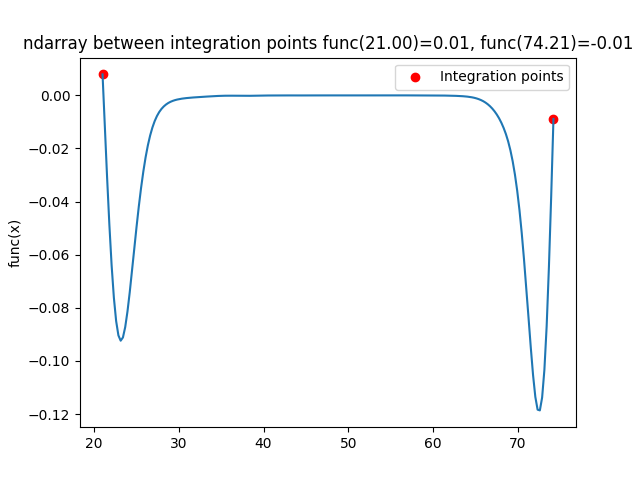 ndarray between integration points func(21.00)=0.01, func(74.21)=-0.01
Integration points
func(x)
0.00
−0.02
−0.04
−0.06
−0.08
−0.10
−0.12
20 30 40 50 60 70